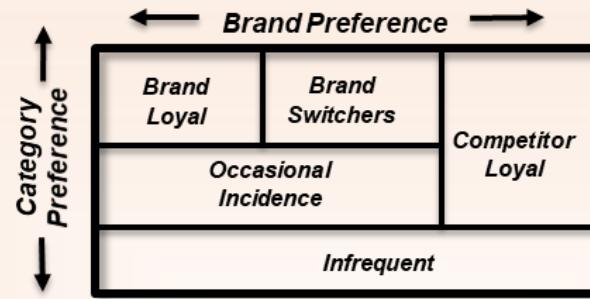 Brand Preference
Category
Preference
Brand
Loyal
Brand
Switchers
Competitor
Loyal
Occasional
Incidence
Infrequent